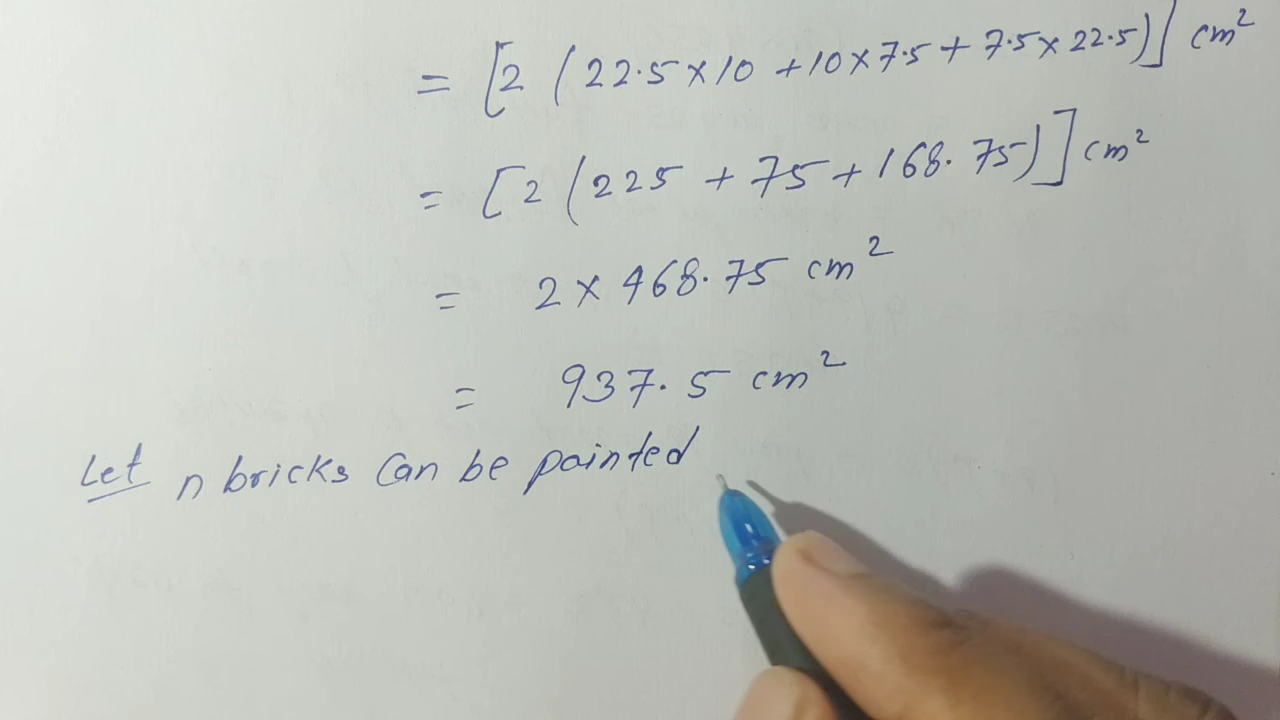 = [2 (22.5×10 + 10×7.5 + 7.5×22.5)] cm²
= [2 (225 + 75 + 168.75)] cm²
= 2 × 468.75 cm²
= 937.5 cm²
Let n bricks can be painted